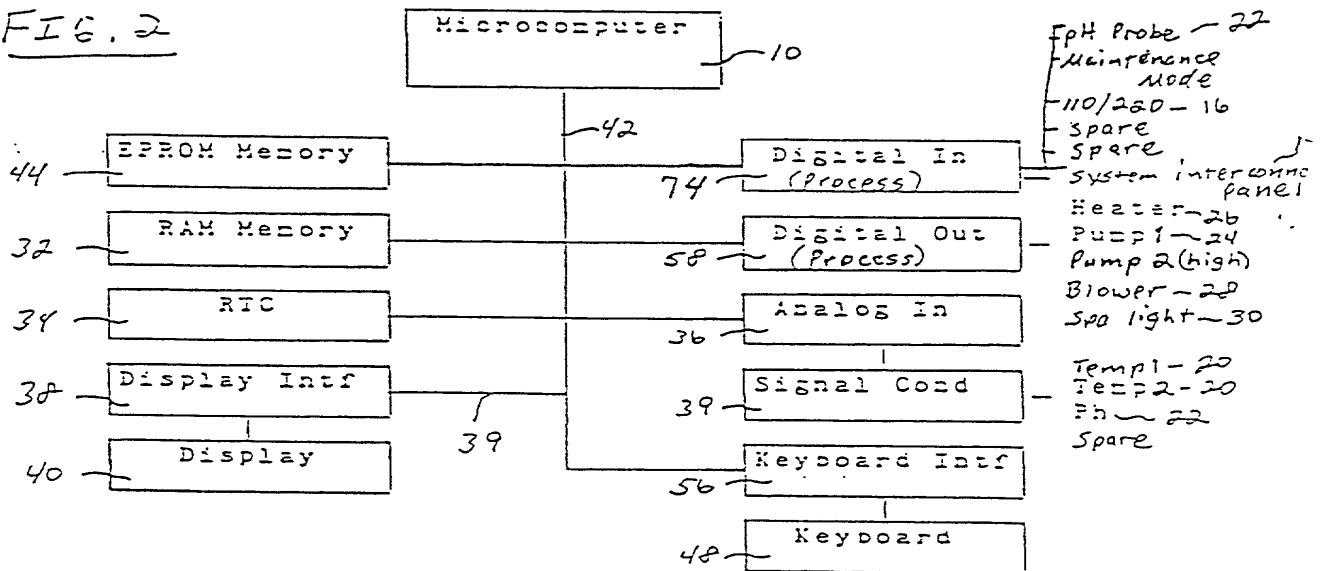 FIG. 2
Microcomputer
10
42
EPROM Memory
44
RAM Memory
32
RTC
34
Display Intf
38
39
Display
40
Digital In
(Process)
74
Digital Out
(Process)
58
Analog In
36
Signal Cond
39
Keyboard Intf
56
Keyboard
48
pH Probe 22
Maintenance
Mode
110/220 - 16
spare
spare
system interconne
panel
Heater 26
Pump1 24
Pump 2 (high)
Blower 28
Spa light 30
Temp1 - 20
Temp2 - 20
Ph 22
Spare